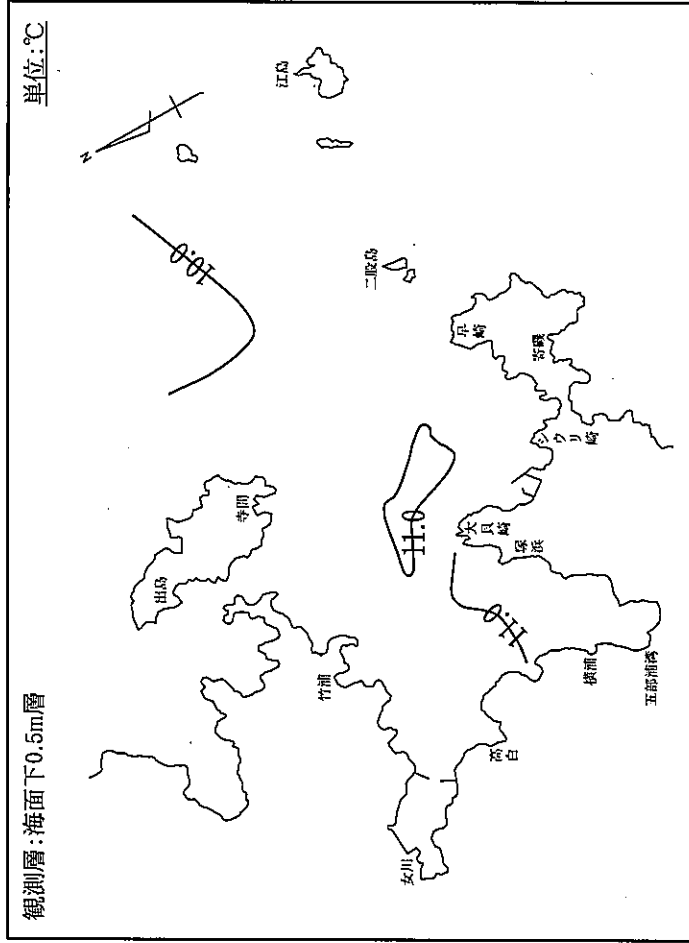 観測層:海面下0.5m層
単位:℃
N
江島
10.0
二股島
早崎
寄磯
シウリ崎
寺間
出島
11.0
大貝崎
塚浜
11.0
竹浦
横浦
五部浦湾
高白
女川